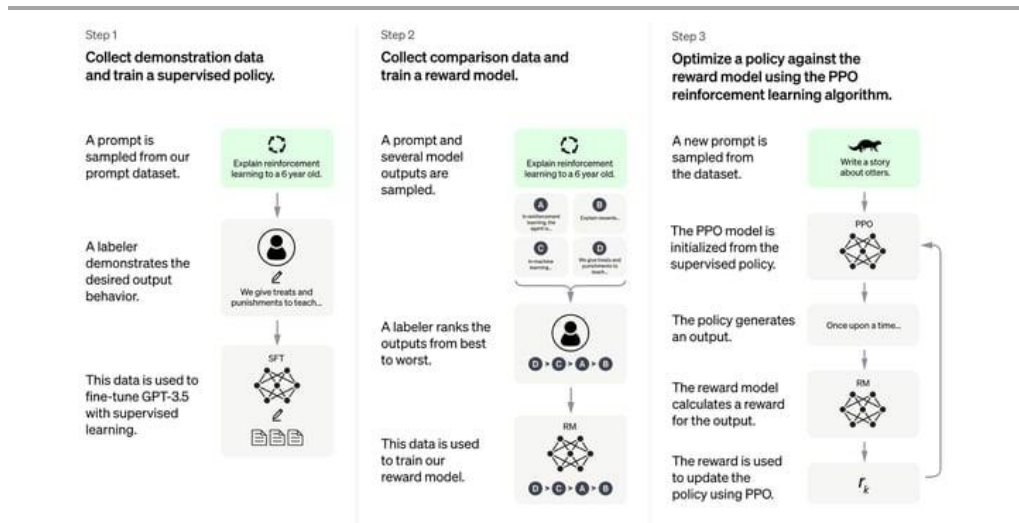 Step 1
Collect demonstration data
and train a supervised policy.
A prompt is
sampled from our
prompt dataset.
Explain reinforcement
learning to a 6 year old.
A labeler
demonstrates the
desired output
behavior.
We give treats and
punishments to teach...
This data is used to
fine-tune GPT-3.5
with supervised
learning.
SFT
Step 2
Collect comparison data and
train a reward model.
A prompt and
several model
outputs are
sampled.
Explain reinforcement
learning to a 6 year old.
A
In reinforcement
learning, the
agent is...
B
Explain rewards...
C
In machine
learning...
D
We give treats and
punishments to
teach...
A labeler ranks the
outputs from best
to worst.
D > C > A > B
This data is used
to train our
reward model.
RM
D > C > A > B
Step 3
Optimize a policy against the
reward model using the PPO
reinforcement learning algorithm.
A new prompt is
sampled from
the dataset.
Write a story
about otters.
The PPO model is
initialized from the
supervised policy.
PPO
The policy generates
an output.
Once upon a time...
The reward model
calculates a reward
for the output.
RM
The reward is used
to update the
policy using PPO.
rk